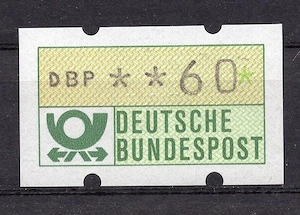 DBP **60*
DEUTSCHE
BUNDESPOST